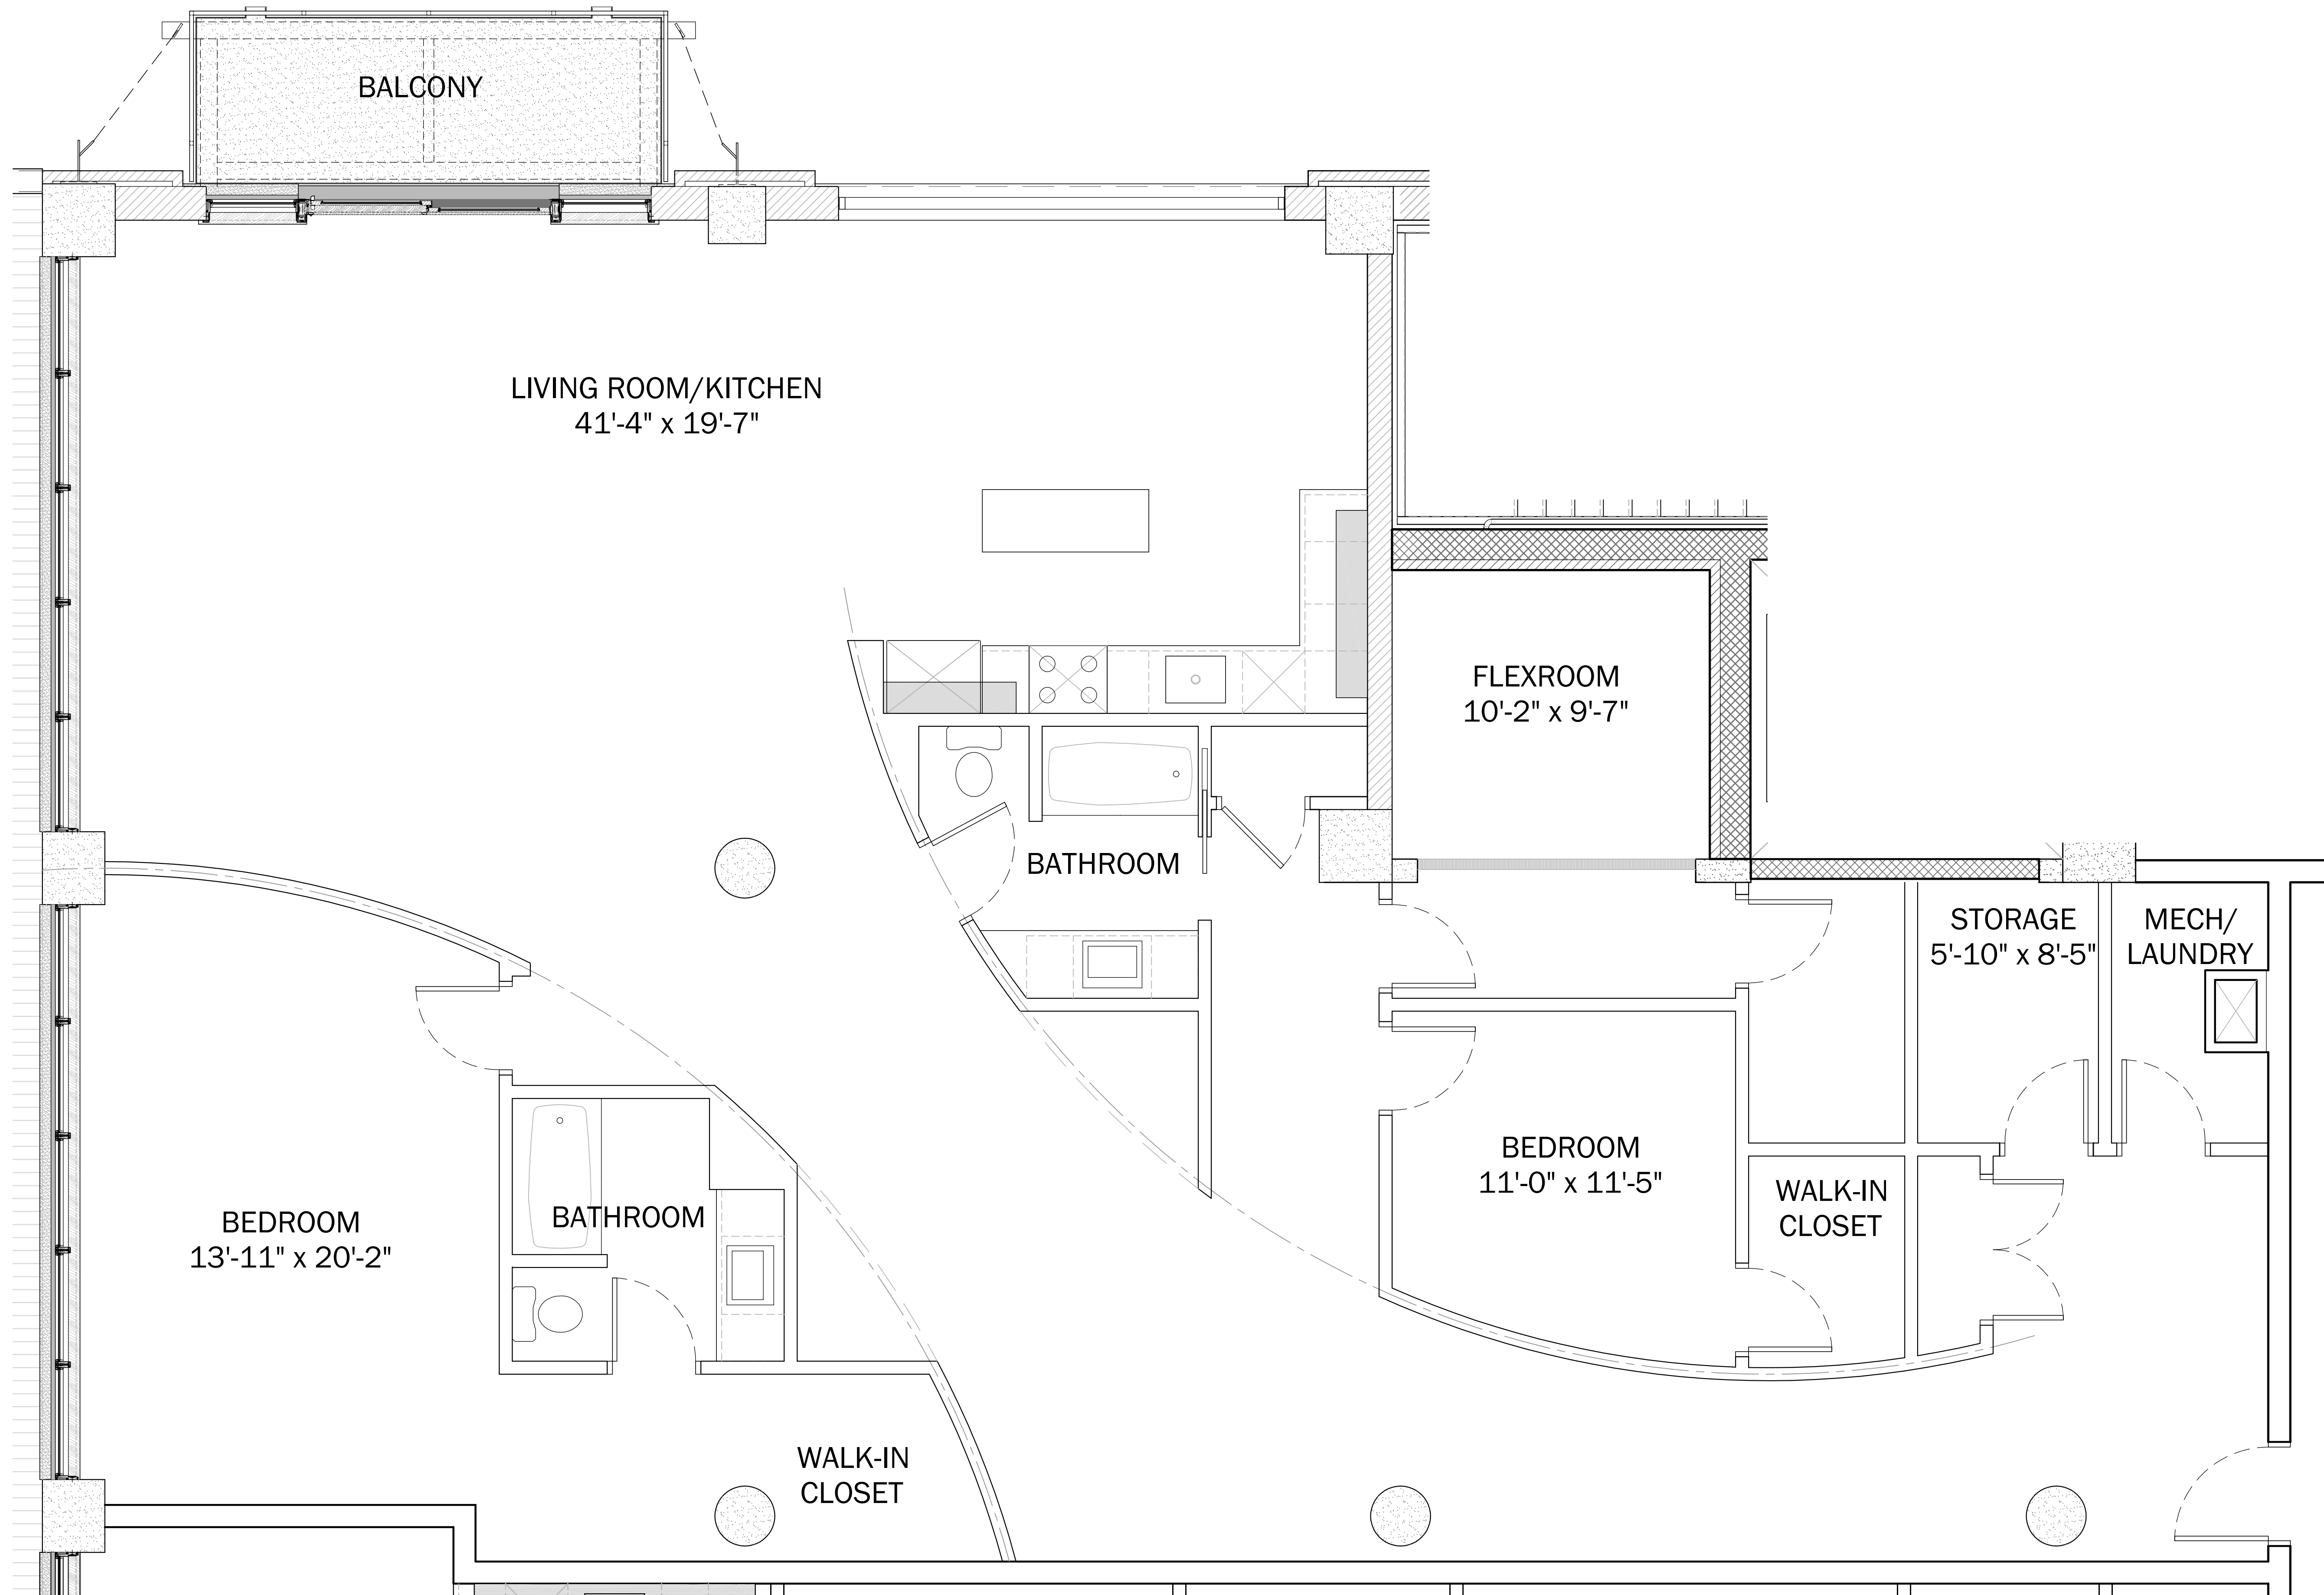 BALCONY
LIVING ROOM/KITCHEN
41'-4" x 19'-7"
FLEXROOM
10'-2" x 9'-7"
BATHROOM
STORAGE
5'-10" x 8'-5"
MECH/
LAUNDRY
BEDROOM
11'-0" x 11'-5"
WALK-IN
CLOSET
BEDROOM
13'-11" x 20'-2"
BATHROOM
WALK-IN
CLOSET